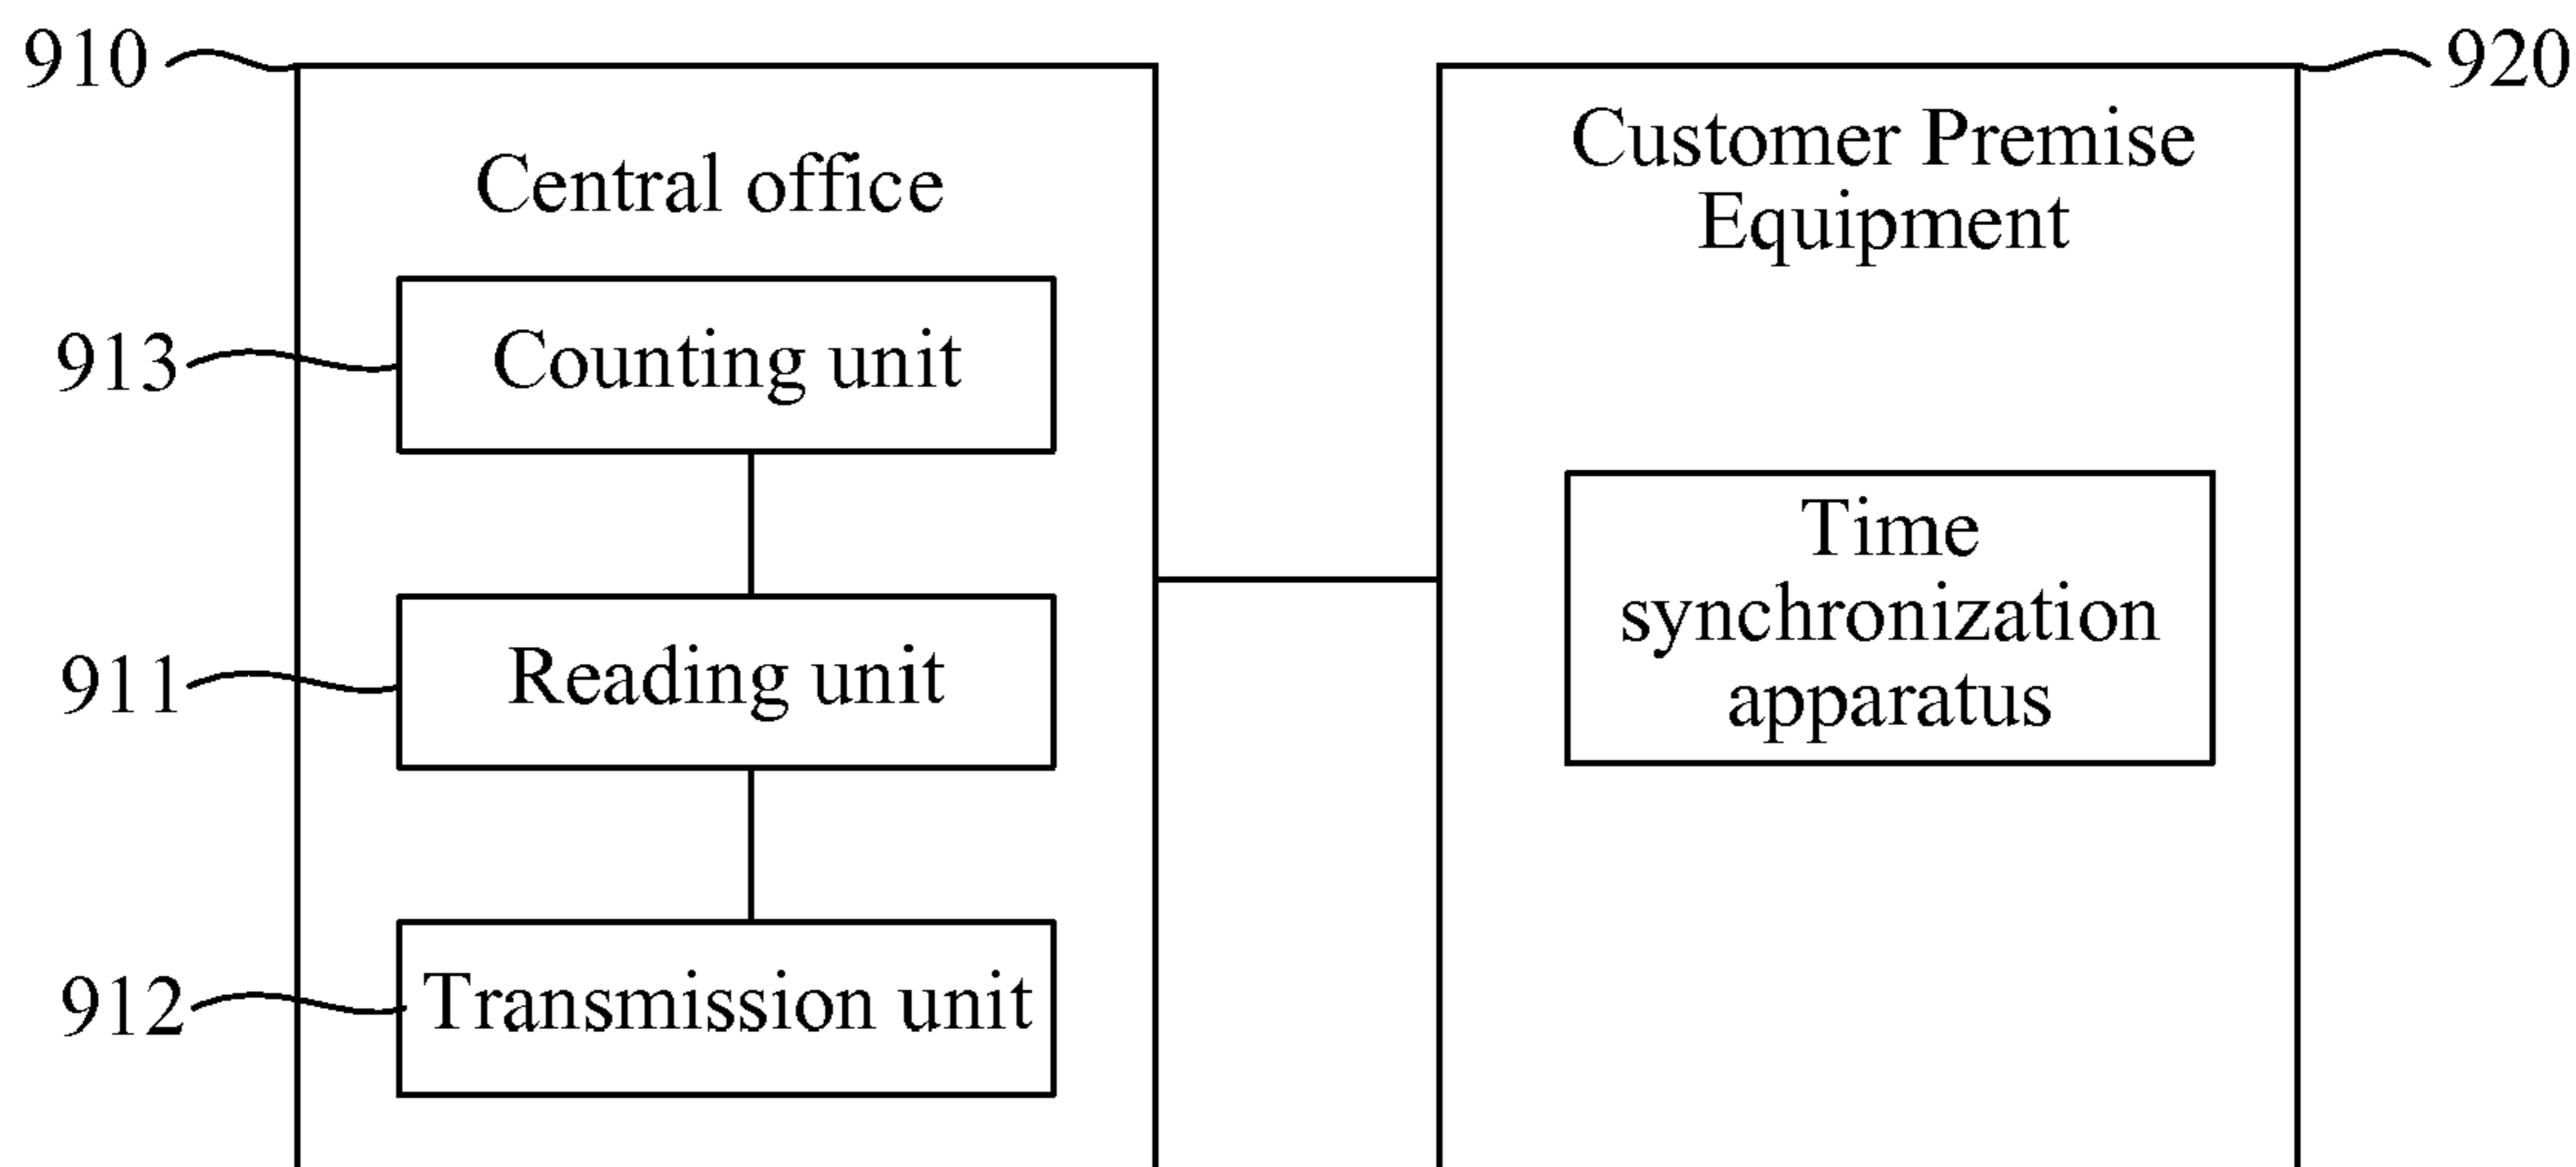 910
920
Central office
Customer Premise
Equipment
913
Counting unit
911
Reading unit
912
Transmission unit
Time
synchronization
apparatus